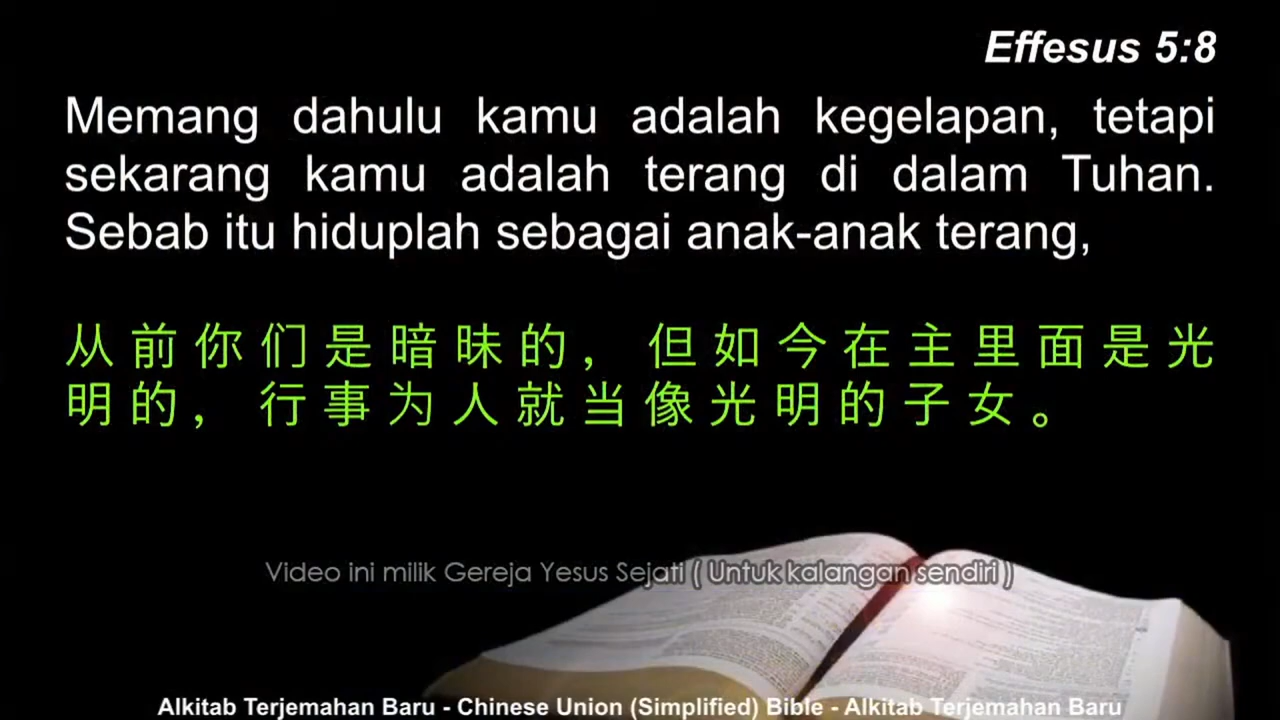 Effesus 5:8
Memang dahulu kamu adalah kegelapan, tetapi
sekarang kamu adalah terang di dalam Tuhan.
Sebab itu hiduplah sebagai anak-anak terang,
从前你们是暗昧的，但如今在主里面是光
明的，行事为人就当像光明的子女。
Video ini milik Gereja Yesus Sejati ( Untuk kalangan sendiri )
Alkitab Terjemahan Baru - Chinese Union (Simplified) Bible - Alkitab Terjemahan Baru